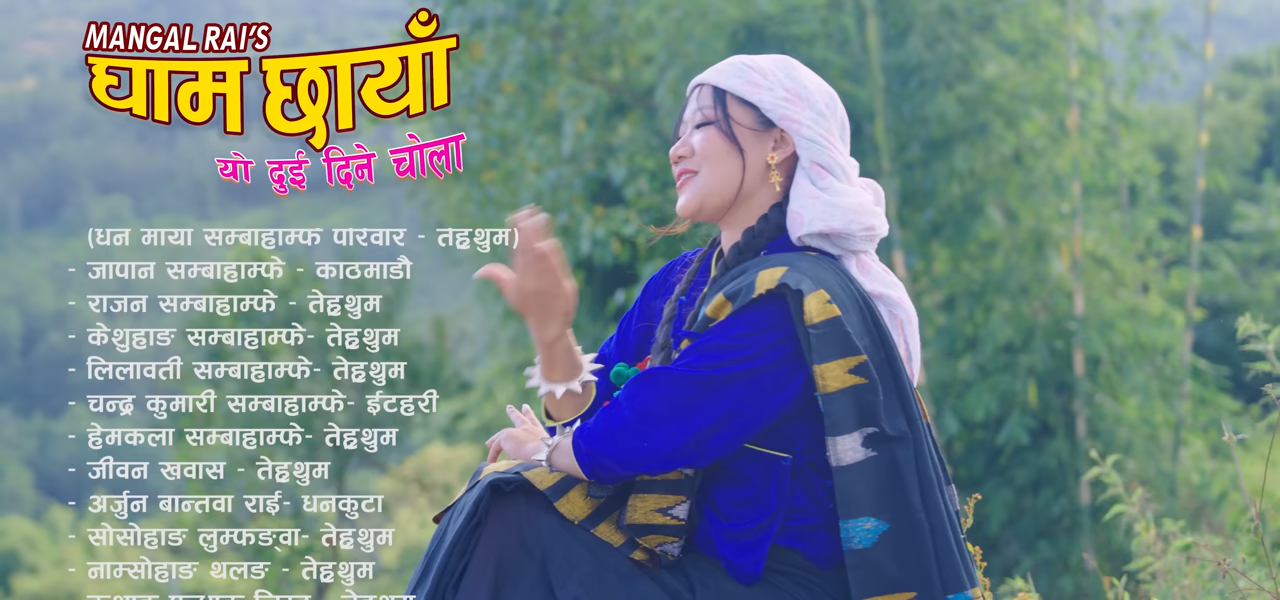 MANGAL RAI'S
घाम छायाँ
यो दुई दिने चोला
(धन माया सम्बाहाम्फे परिवार - तेह्रथुम)
- जापान सम्बाहाम्फे - काठमाडौ
- राजन सम्बाहाम्फे - तेह्रथुम
- केशुहाङ सम्बाहाम्फे- तेह्रथुम
- लिलावती सम्बाहाम्फे- तेह्रथुम
- चन्द्र कुमारी सम्बाहाम्फे- ईटहरी
- हेमकला सम्बाहाम्फे- तेह्रथुम
- जीवन खवास - तेह्रथुम
- अर्जुन बान्तवा राई- धनकुटा
- सोसोहाङ लुम्फङ्वा- तेह्रथुम
- नाम्सोहाङ थलङ - तेह्रथुम